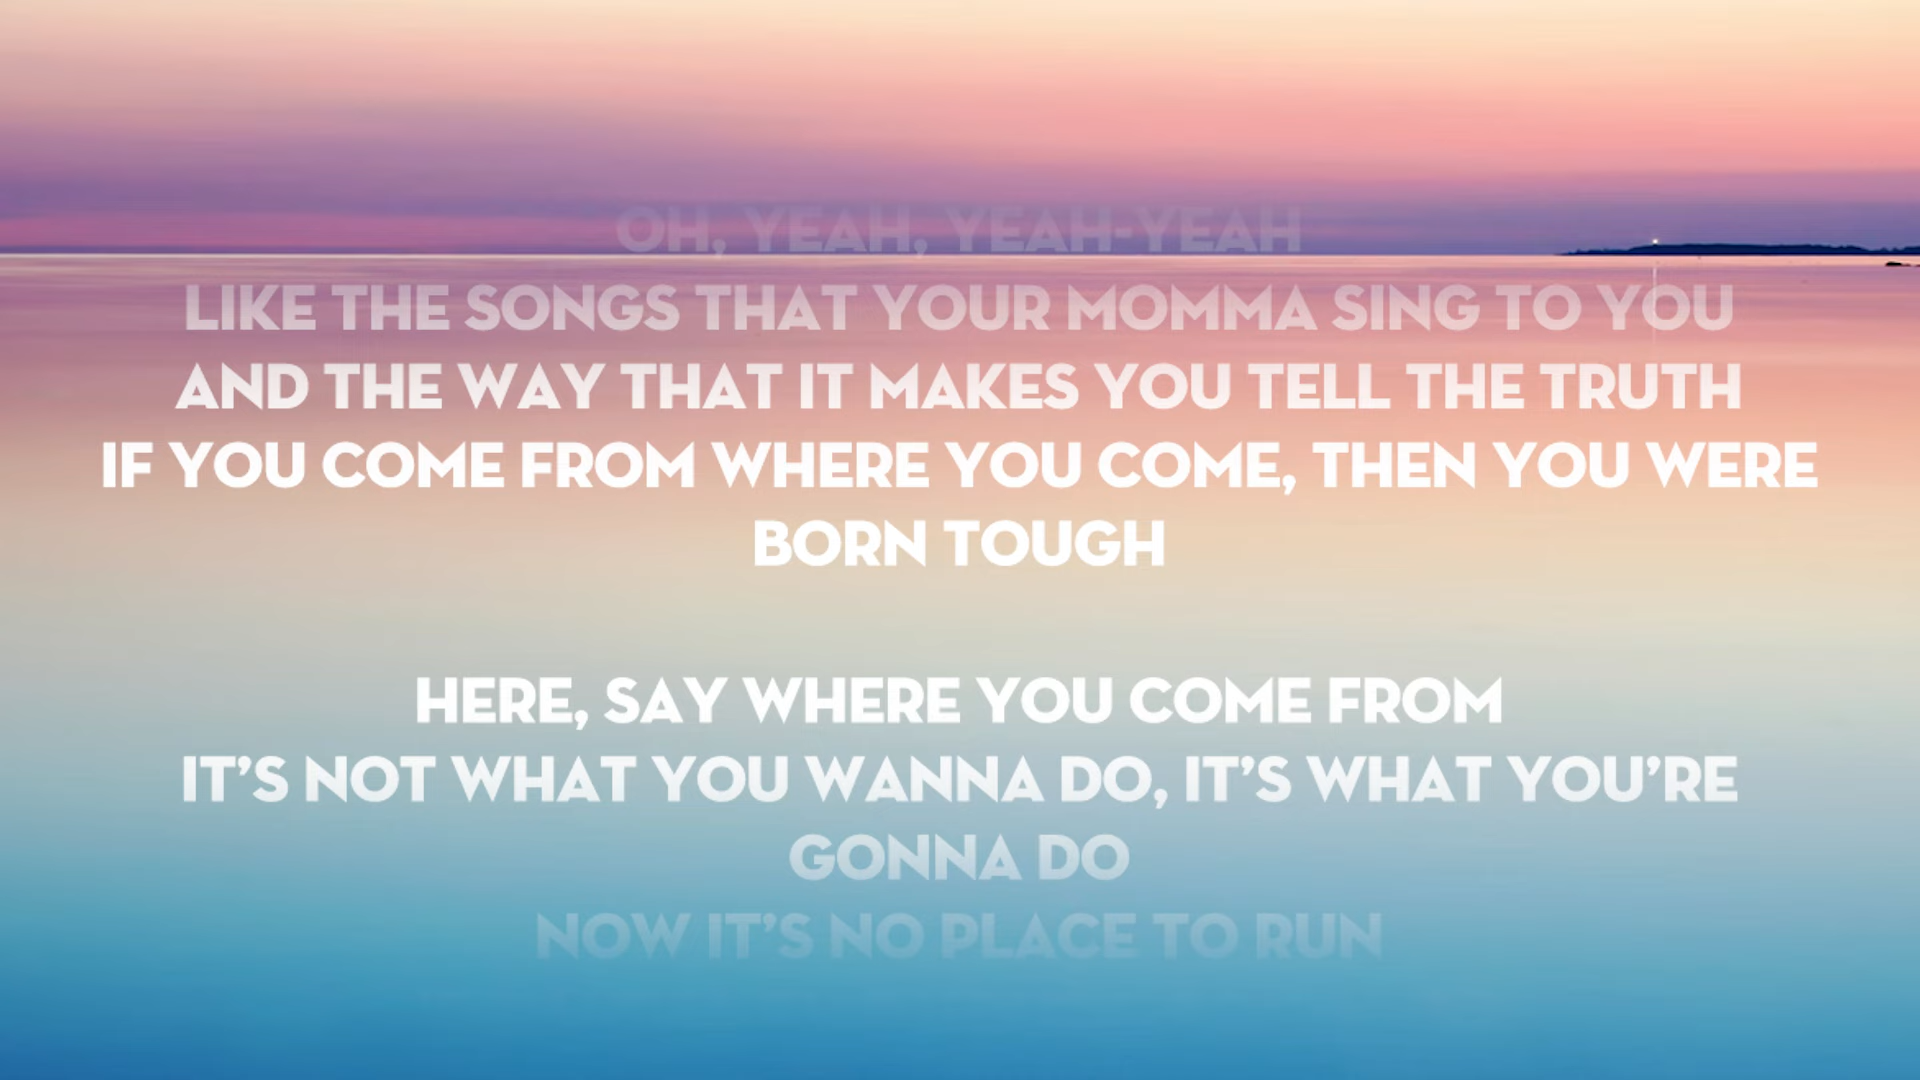 OH, YEAH, YEAH-YEAH
LIKE THE SONGS THAT YOUR MOMMA SING TO YOU
AND THE WAY THAT IT MAKES YOU TELL THE TRUTH
IF YOU COME FROM WHERE YOU COME, THEN YOU WERE
BORN TOUGH
HERE, SAY WHERE YOU COME FROM
IT'S NOT WHAT YOU WANNA DO, IT'S WHAT YOU'RE
GONNA DO
NOW IT'S NO PLACE TO RUN